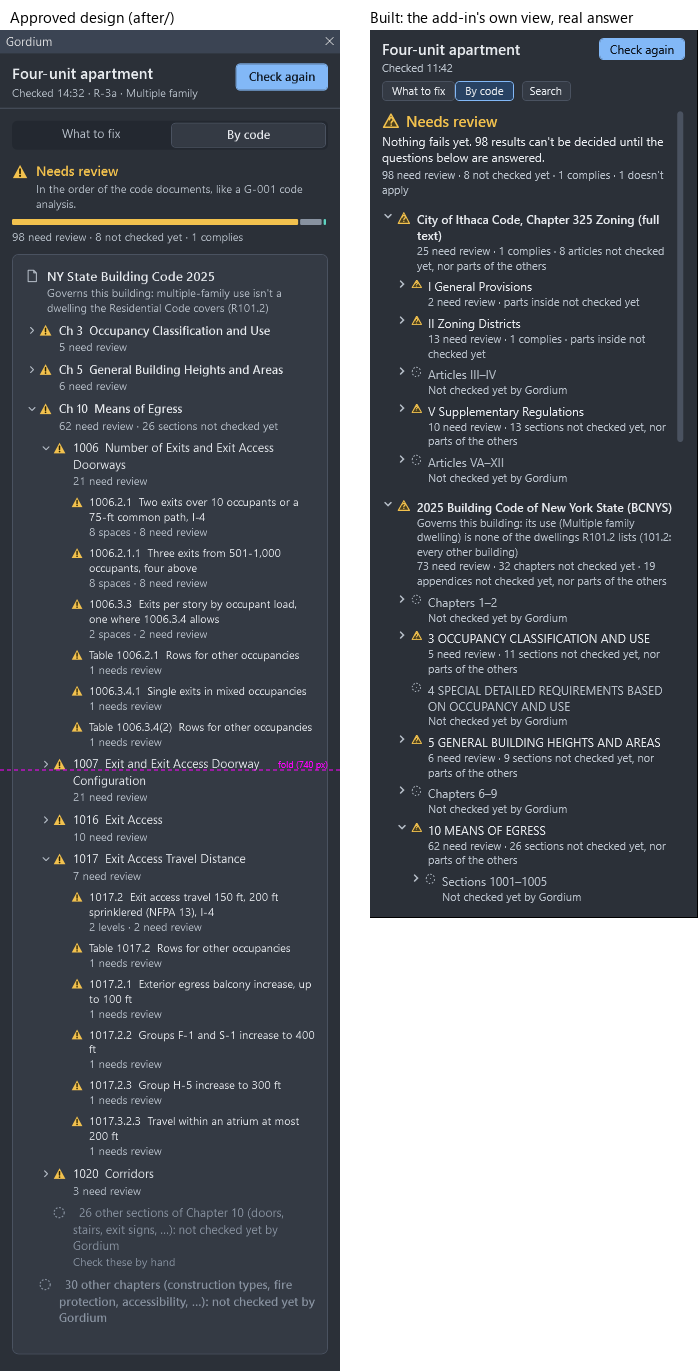 Approved design (after/)
Gordium
Four-unit apartment
Check again
Checked 14:32 · R-3a · Multiple family
What to fix
By code
Needs review
In the order of the code documents, like a G-001 code
analysis.
98 need review · 8 not checked yet · 1 complies
NY State Building Code 2025
Governs this building: multiple-family use isn't a
dwelling the Residential Code covers (R101.2)
Ch 3 Occupancy Classification and Use
5 need review
Ch 5 General Building Heights and Areas
6 need review
Ch 10 Means of Egress
62 need review · 26 sections not checked yet
1006 Number of Exits and Exit Access
Doorways
21 need review
1006.2.1 Two exits over 10 occupants or a
75-ft common path, I-4
8 spaces · 8 need review
1006.2.1.1 Three exits from 501-1,000
occupants, four above
8 spaces · 8 need review
1006.3.3 Exits per story by occupant load,
one where 1006.3.4 allows
2 spaces · 2 need review
Table 1006.2.1 Rows for other occupancies
1 needs review
1006.3.4.1 Single exits in mixed occupancies
1 needs review
Table 1006.3.4(2) Rows for other occupancies
1 needs review
1007 Exit and Exit Access Doorway
fold (740 px)
Configuration
21 need review
1016 Exit Access
10 need review
1017 Exit Access Travel Distance
7 need review
1017.2 Exit access travel 150 ft, 200 ft
sprinklered (NFPA 13), I-4
2 levels · 2 need review
Table 1017.2 Rows for other occupancies
1 needs review
1017.2.1 Exterior egress balcony increase, up
to 100 ft
1 needs review
1017.2.2 Groups F-1 and S-1 increase to 400
ft
1 needs review
1017.2.3 Group H-5 increase to 300 ft
1 needs review
1017.3.2.3 Travel within an atrium at most
200 ft
1 needs review
1020 Corridors
3 need review
26 other sections of Chapter 10 (doors,
stairs, exit signs, ...): not checked yet by
Gordium
Check these by hand
30 other chapters (construction types, fire
protection, accessibility, ...): not checked yet by
Gordium
Built: the add-in's own view, real answer
Four-unit apartment
Check again
Checked 11:42
What to fix
By code
Search
Needs review
Nothing fails yet. 98 results can't be decided until the
questions below are answered.
98 need review · 8 not checked yet · 1 complies · 1 doesn't
apply
City of Ithaca Code, Chapter 325 Zoning (full
text)
25 need review · 1 complies · 8 articles not checked
yet, nor parts of the others
I General Provisions
2 need review · parts inside not checked yet
II Zoning Districts
13 need review · 1 complies · parts inside not
checked yet
Articles III–IV
Not checked yet by Gordium
V Supplementary Regulations
10 need review · 13 sections not checked yet, nor
parts of the others
Articles VA–XII
Not checked yet by Gordium
2025 Building Code of New York State (BCNYS)
Governs this building: its use (Multiple family
dwelling) is none of the dwellings R101.2 lists (101.2:
every other building)
73 need review · 32 chapters not checked yet · 19
appendices not checked yet, nor parts of the others
Chapters 1–2
Not checked yet by Gordium
3 OCCUPANCY CLASSIFICATION AND USE
5 need review · 11 sections not checked yet, nor
parts of the others
4 SPECIAL DETAILED REQUIREMENTS BASED
ON OCCUPANCY AND USE
Not checked yet by Gordium
5 GENERAL BUILDING HEIGHTS AND AREAS
6 need review · 9 sections not checked yet, nor
parts of the others
Chapters 6–9
Not checked yet by Gordium
10 MEANS OF EGRESS
62 need review · 26 sections not checked yet, nor
parts of the others
Sections 1001–1005
Not checked yet by Gordium